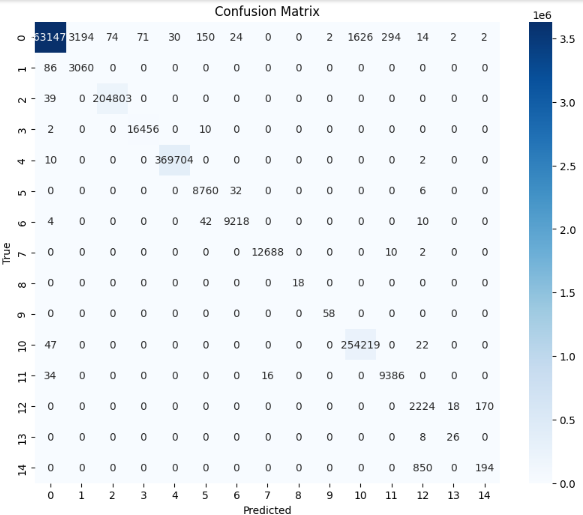 Confusion Matrix
1e6
0 3194 74 71 30 150 24 0 0 2 1626 294 14 2 2
1 86 3060 0 0 0 0 0 0 0 0 0 0 0 0 0
2 39 0 204803 0 0 0 0 0 0 0 0 0 0 0 0
3 2 0 0 16456 0 10 0 0 0 0 0 0 0 0 0
4 10 0 0 0 369704 0 0 0 0 0 0 0 2 0 0
5 0 0 0 0 0 8760 32 0 0 0 0 0 6 0 0
6 4 0 0 0 0 42 9218 0 0 0 0 0 10 0 0
7 0 0 0 0 0 0 0 12688 0 0 0 10 2 0 0
8 0 0 0 0 0 0 0 0 18 0 0 0 0 0 0
9 0 0 0 0 0 0 0 0 0 58 0 0 0 0 0
10 47 0 0 0 0 0 0 0 0 0 254219 0 22 0 0
11 34 0 0 0 0 0 0 16 0 0 0 9386 0 0 0
12 0 0 0 0 0 0 0 0 0 0 0 0 2224 18 170
13 0 0 0 0 0 0 0 0 0 0 0 0 8 26 0
14 0 0 0 0 0 0 0 0 0 0 0 0 850 0 194
0 1 2 3 4 5 6 7 8 9 10 11 12 13 14
True
Predicted
3.5
3.0
2.5
2.0
1.5
1.0
0.5
0.0